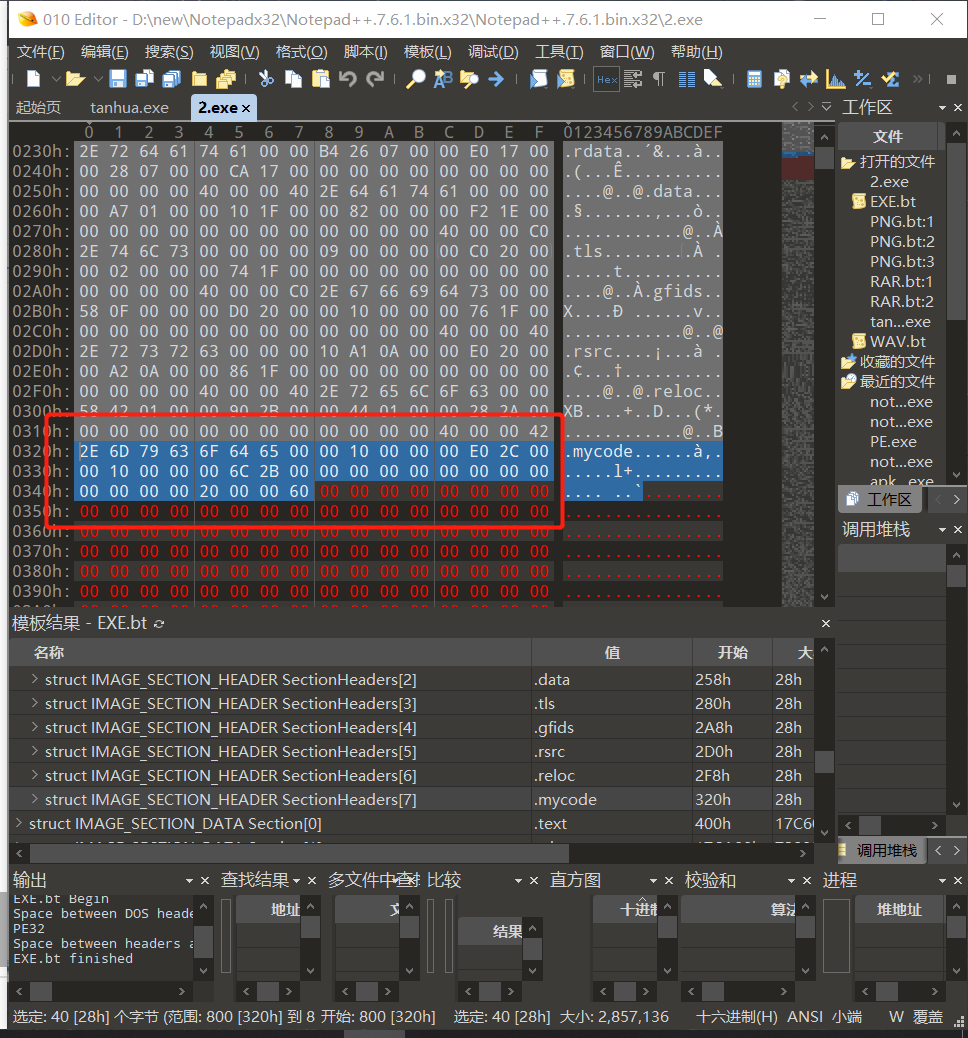 010 Editor - D:\new\Notepadx32\Notepad++.7.6.1.bin.x32\Notepad++.7.6.1.bin.x32\2.exe
文件(F) 编辑(E) 搜索(S) 视图(V) 格式(O) 脚本(I) 模板(L) 调试(D) 工具(T) 窗口(W) 帮助(H)
Hex
起始页 tanhua.exe 2.exe × 工作区
0 1 2 3 4 5 6 7 8 9 A B C D E F 0123456789ABCDEF
0230h: 2E 72 64 61 74 61 00 00 B4 26 07 00 00 E0 17 00 .rdata..´&...à..
0240h: 00 28 07 00 00 CA 17 00 00 00 00 00 00 00 00 00 .(...Ê..........
0250h: 00 00 00 00 40 00 00 40 2E 64 61 74 61 00 00 00 ....@..@.data...
0260h: 00 A7 01 00 00 10 1F 00 00 82 00 00 00 F2 1E 00 .§.......‚...ò..
0270h: 00 00 00 00 00 00 00 00 00 00 00 00 40 00 00 C0 ............@..À
0280h: 2E 74 6C 73 00 00 00 00 09 00 00 00 00 C0 20 00 .tls.........À .
0290h: 00 02 00 00 00 74 1F 00 00 00 00 00 00 00 00 00 .....t..........
02A0h: 00 00 00 00 40 00 00 C0 2E 67 66 69 64 73 00 00 ....@..À.gfids..
02B0h: 58 0F 00 00 00 D0 20 00 00 10 00 00 00 76 1F 00 X....Ð ......v..
02C0h: 00 00 00 00 00 00 00 00 00 00 00 00 40 00 00 40 ............@..@
02D0h: 2E 72 73 72 63 00 00 00 10 A1 0A 00 00 E0 20 00 .rsrc....¡...à .
02E0h: 00 A2 0A 00 00 86 1F 00 00 00 00 00 00 00 00 00 .¢...†..........
02F0h: 00 00 00 00 40 00 00 40 2E 72 65 6C 6F 63 00 00 ....@..@.reloc..
0300h: 58 42 01 00 00 90 2B 00 00 44 01 00 00 28 2A 00 XB....+..D...(*.
0310h: 00 00 00 00 00 00 00 00 00 00 00 00 40 00 00 42 ............@..B
0320h: 2E 6D 79 63 6F 64 65 00 00 10 00 00 00 E0 2C 00 .mycode......à,.
0330h: 00 10 00 00 00 6C 2B 00 00 00 00 00 00 00 00 00 .....l+.........
0340h: 00 00 00 00 20 00 00 60 00 00 00 00 00 00 00 00 .... ..`........
0350h: 00 00 00 00 00 00 00 00 00 00 00 00 00 00 00 00 ................
0360h: 00 00 00 00 00 00 00 00 00 00 00 00 00 00 00 00 ................
0370h: 00 00 00 00 00 00 00 00 00 00 00 00 00 00 00 00 ................
0380h: 00 00 00 00 00 00 00 00 00 00 00 00 00 00 00 00 ................
0390h: 00 00 00 00 00 00 00 00 00 00 00 00 00 00 00 00 ................
文件
打开的文件
2.exe
EXE.bt
PNG.bt:1
PNG.bt:2
PNG.bt:3
RAR.bt:1
RAR.bt:2
tan...exe
WAV.bt
收藏的文件
最近的文件
not...exe
not...exe
PE.exe
not...exe
apk...exe
工作区
调用堆栈
模板结果 - EXE.bt
名称 值 开始
struct IMAGE_SECTION_HEADER SectionHeaders[2] .data 258h 28h
struct IMAGE_SECTION_HEADER SectionHeaders[3] .tls 280h 28h
struct IMAGE_SECTION_HEADER SectionHeaders[4] .gfids 2A8h 28h
struct IMAGE_SECTION_HEADER SectionHeaders[5] .rsrc 2D0h 28h
struct IMAGE_SECTION_HEADER SectionHeaders[6] .reloc 2F8h 28h
struct IMAGE_SECTION_HEADER SectionHeaders[7] .mycode 320h 28h
struct IMAGE_SECTION_DATA Section[0] .text 400h
调用堆栈
输出 查找结果 多文件中查找 比较 直方图 校验和 进程
EXE.bt Begin
Space between DOS heade
PE32
Space between headers a
EXE.bt finished
地址 文 结果 十进制 算法 堆地址
选定: 40 [28h] 个字节 (范围: 800 [320h] 到 8 开始: 800 [320h] 选定: 40 [28h] 大小: 2,857,136 十六进制(H) ANSI 小端 W 覆盖